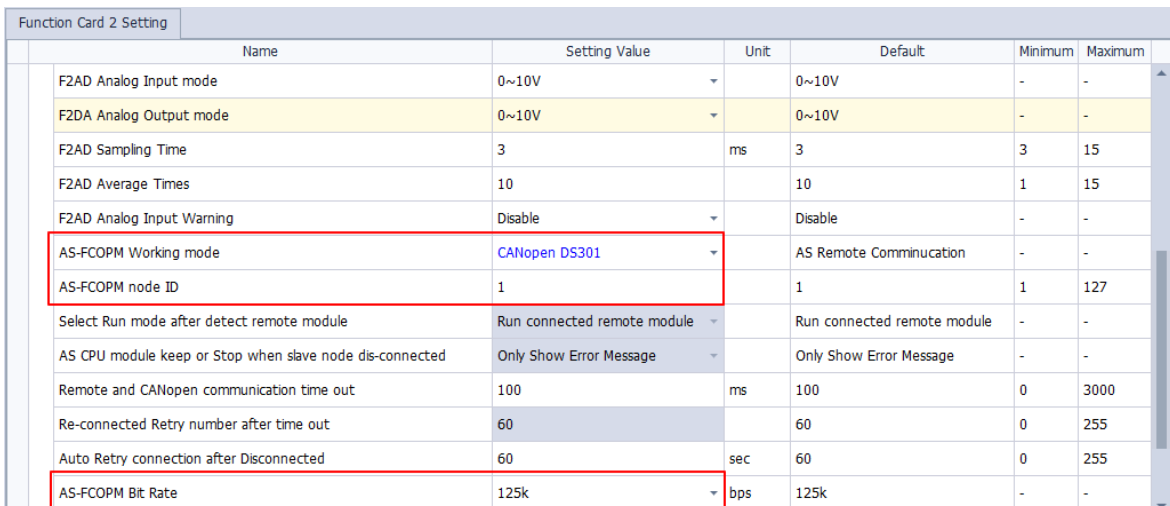 Function Card 2 Setting
Name Setting Value Unit Default Minimum Maximum
F2AD Analog Input mode 0~10V 0~10V - -
F2DA Analog Output mode 0~10V 0~10V - -
F2AD Sampling Time 3 ms 3 3 15
F2AD Average Times 10 10 1 15
F2AD Analog Input Warning Disable Disable - -
AS-FCOPM Working mode CANopen DS301 AS Remote Comminucation - -
AS-FCOPM node ID 1 1 1 127
Select Run mode after detect remote module Run connected remote module Run connected remote module - -
AS CPU module keep or Stop when slave node dis-connected Only Show Error Message Only Show Error Message - -
Remote and CANopen communication time out 100 ms 100 0 3000
Re-connected Retry number after time out 60 60 0 255
Auto Retry connection after Disconnected 60 sec 60 0 255
AS-FCOPM Bit Rate 125k bps 125k - -